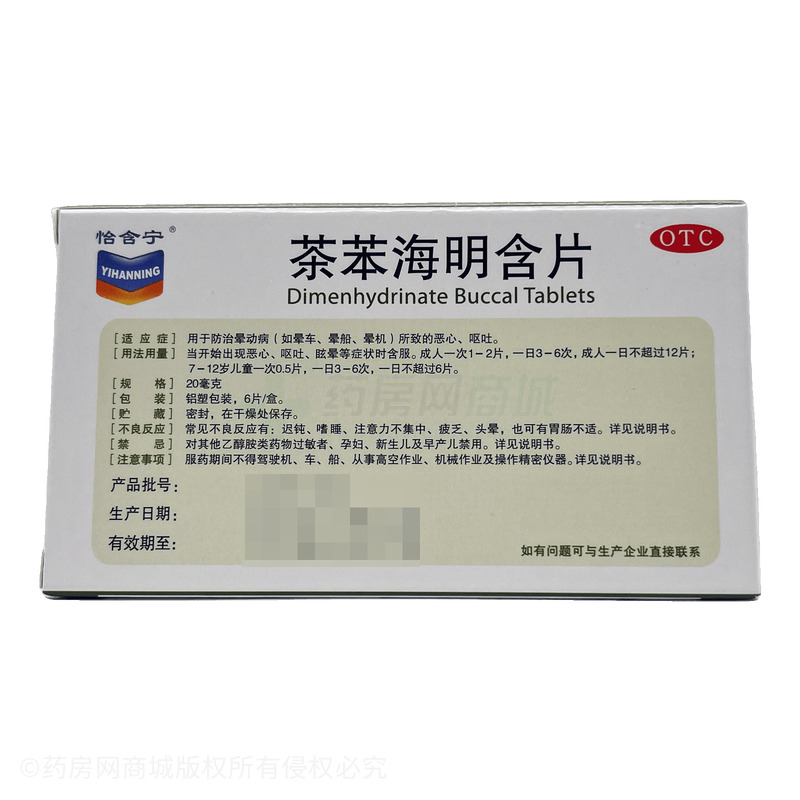 怡含宁®
YIHANNING
茶苯海明含片
OTC
Dimenhydrinate Buccal Tablets
[适应症] 用于防治晕动病（如晕车、晕船、晕机）所致的恶心、呕吐。
[用法用量] 当开始出现恶心、呕吐、眩晕等症状时含服。成人一次1-2片，一日3-6次，成人一日不超过12片；
7-12岁儿童一次0.5片，一日3-6次，一日不超过6片。
[规格] 20毫克
[包装] 铝塑包装，6片/盒。
[贮藏] 密封，在干燥处保存。
[不良反应] 常见不良反应有：迟钝、嗜睡、注意力不集中、疲乏、头晕，也可有胃肠不适。详见说明书。
[禁忌] 对其他乙醇胺类药物过敏者、孕妇、新生儿及早产儿禁用。详见说明书。
[注意事项] 服药期间不得驾驶机、车、船、从事高空作业、机械作业及操作精密仪器。详见说明书。
产品批号：
生产日期：
有效期至：
如有问题可与生产企业直接联系
药房网商城
©药房网商城版权所有侵权必究